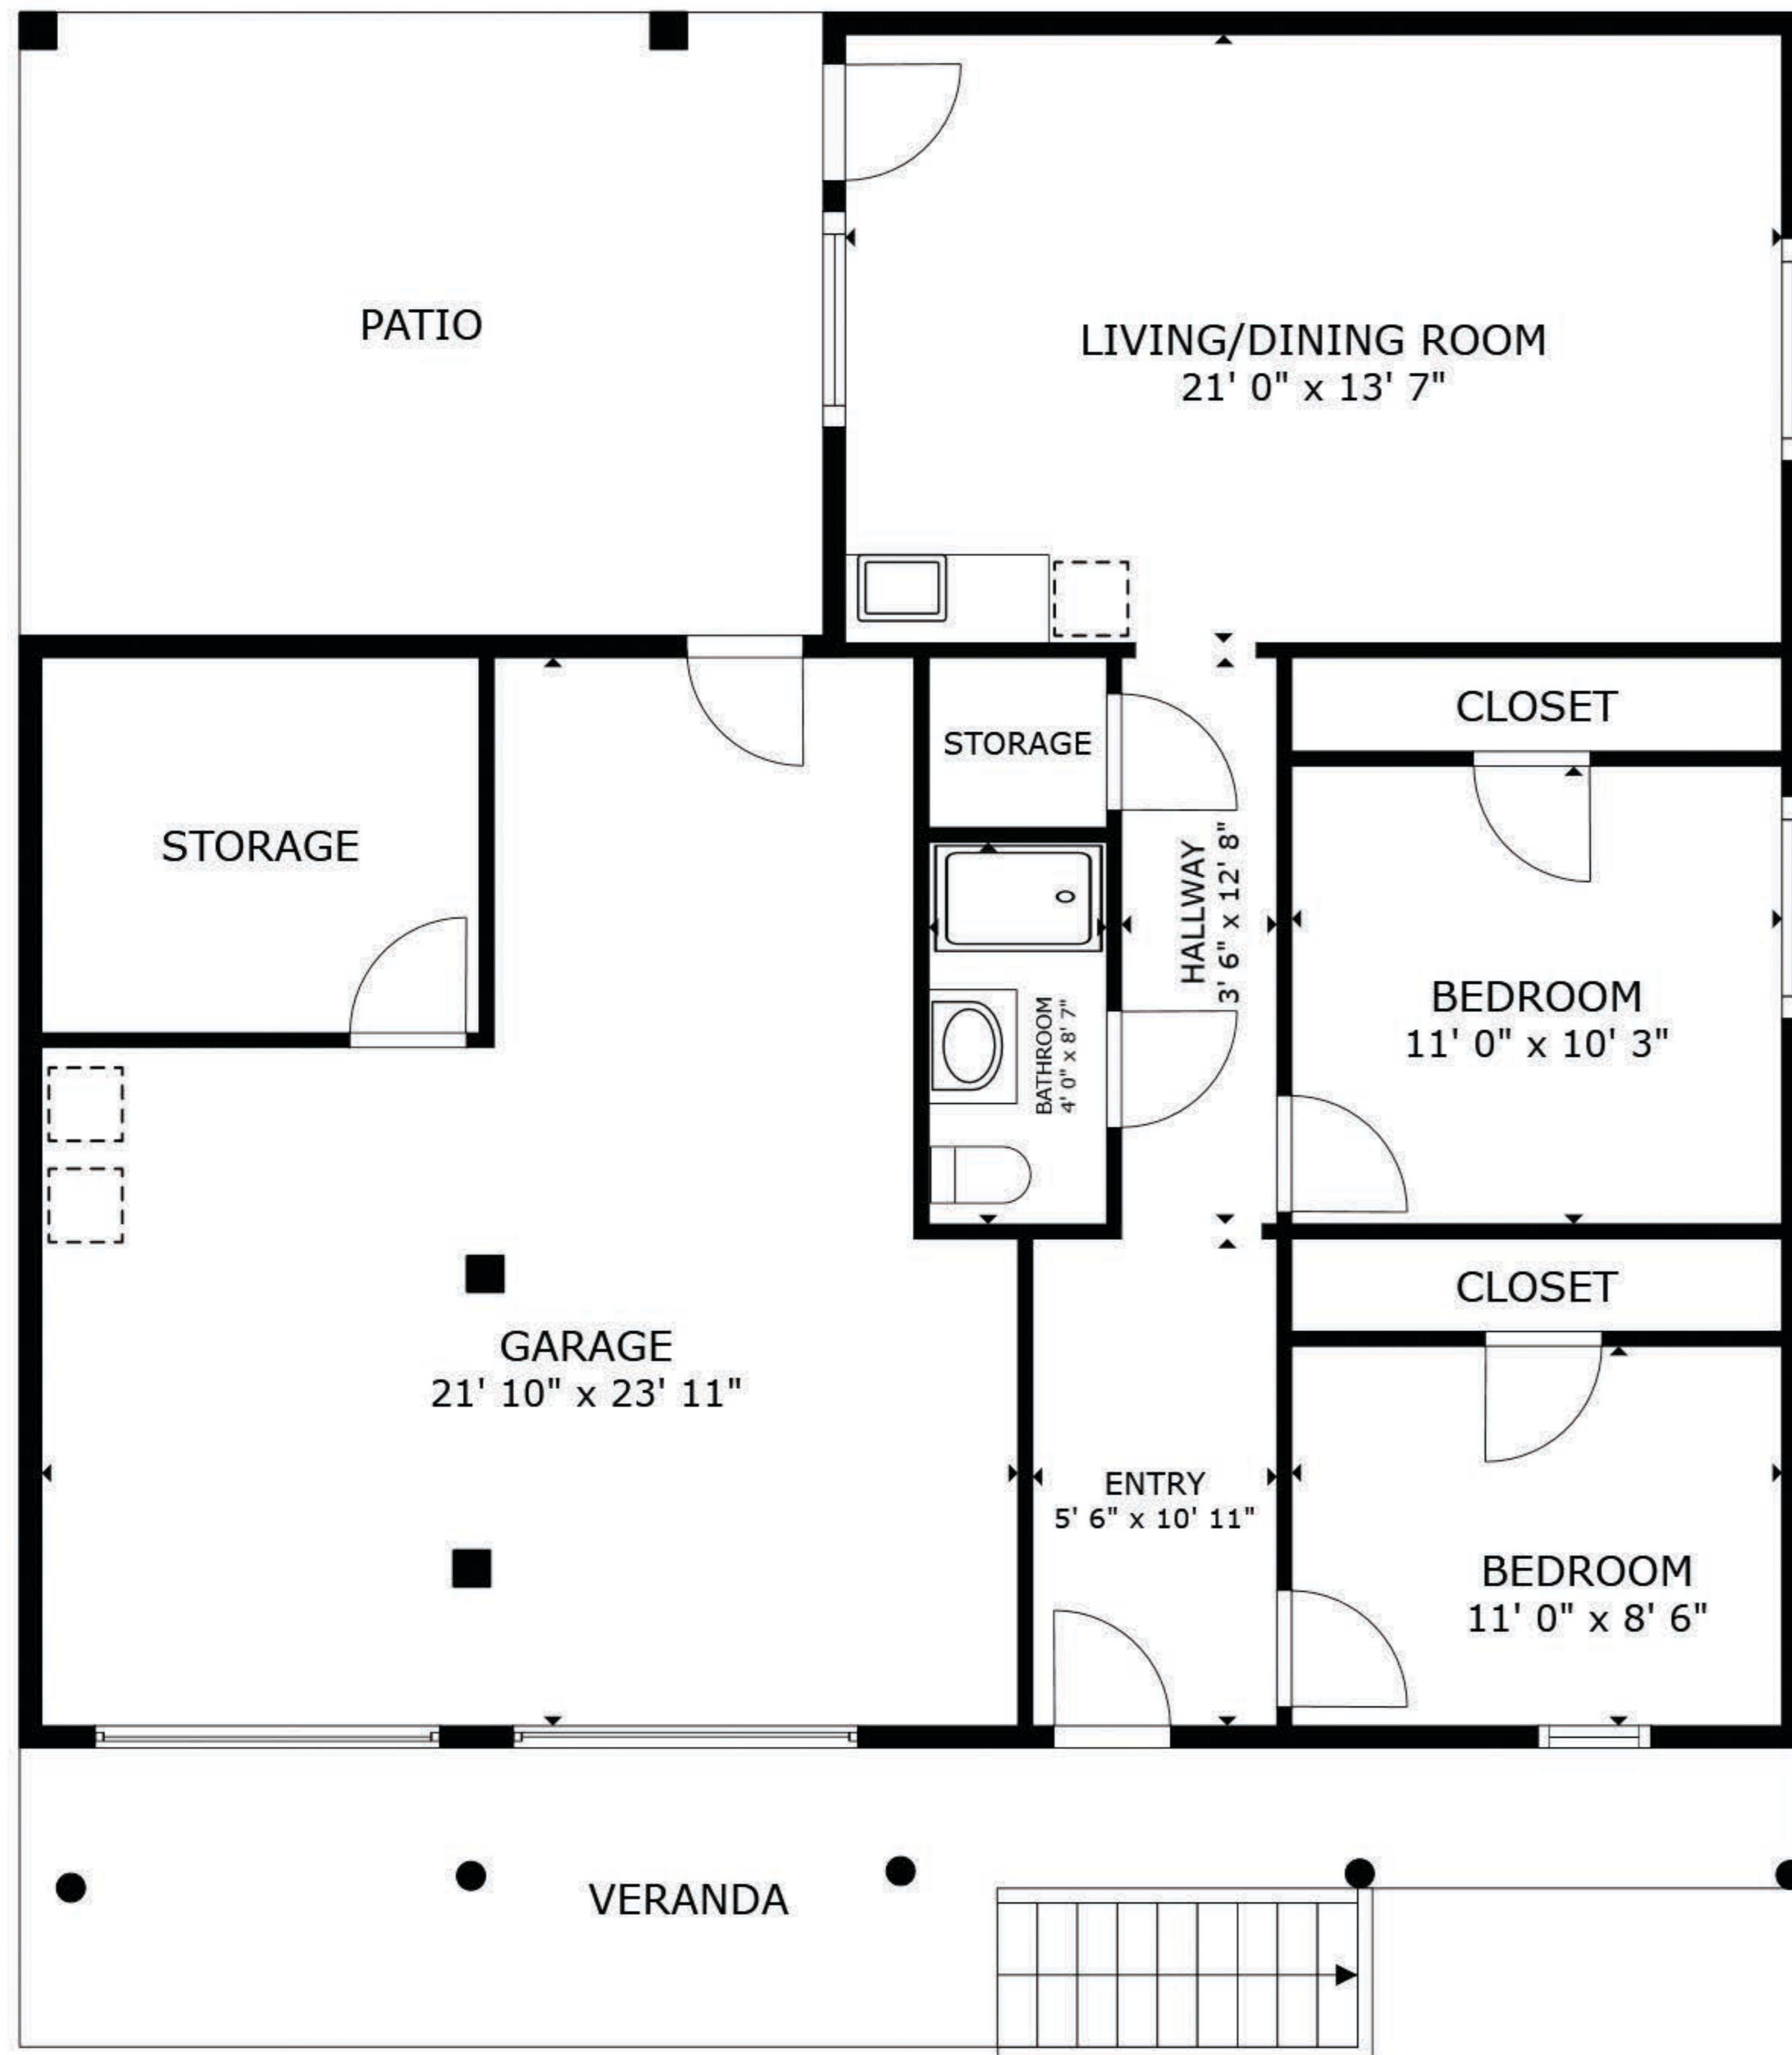 PATIO
LIVING/DINING ROOM
21' 0" x 13' 7"
CLOSET
STORAGE
STORAGE
HALLWAY
3' 6" x 12' 8"
BEDROOM
11' 0" x 10' 3"
BATHROOM
4' 0" x 8' 7"
CLOSET
GARAGE
21' 10" x 23' 11"
ENTRY
5' 6" x 10' 11"
BEDROOM
11' 0" x 8' 6"
VERANDA